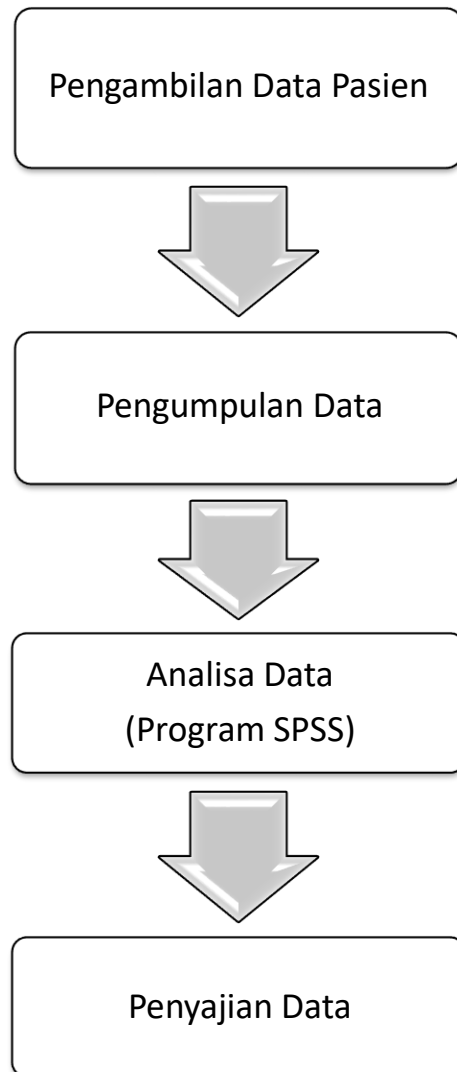 Pengambilan Data Pasien
Pengumpulan Data
Analisa Data
(Program SPSS)
Penyajian Data